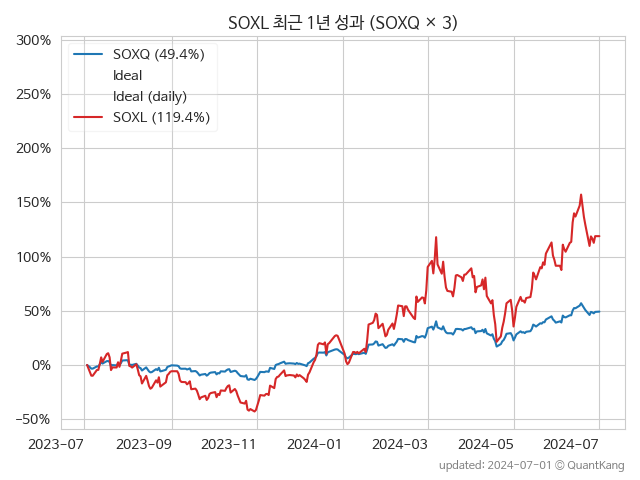 SOXL 최근 1년 성과 (SOXQ × 3)
300%
250%
200%
150%
100%
50%
0%
−50%
SOXQ (49.4%)
Ideal
Ideal (daily)
SOXL (119.4%)
2023-07
2023-09
2023-11
2024-01
2024-03
2024-05
2024-07
updated: 2024-07-01 © QuantKang